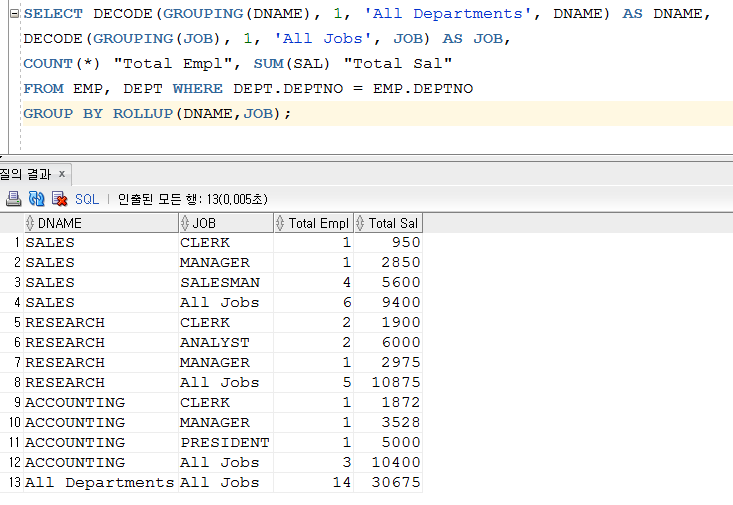 SELECT DECODE(GROUPING(DNAME), 1, 'All Departments', DNAME) AS DNAME,
DECODE(GROUPING(JOB), 1, 'All Jobs', JOB) AS JOB,
COUNT(*) "Total Empl", SUM(SAL) "Total Sal"
FROM EMP, DEPT WHERE DEPT.DEPTNO = EMP.DEPTNO
GROUP BY ROLLUP(DNAME,JOB);
질의 결과 x
SQL | 인출된 모든 행: 13(0,005초)
DNAME JOB Total Empl Total Sal
1 SALES CLERK 1 950
2 SALES MANAGER 1 2850
3 SALES SALESMAN 4 5600
4 SALES All Jobs 6 9400
5 RESEARCH CLERK 2 1900
6 RESEARCH ANALYST 2 6000
7 RESEARCH MANAGER 1 2975
8 RESEARCH All Jobs 5 10875
9 ACCOUNTING CLERK 1 1872
10 ACCOUNTING MANAGER 1 3528
11 ACCOUNTING PRESIDENT 1 5000
12 ACCOUNTING All Jobs 3 10400
13 All Departments All Jobs 14 30675